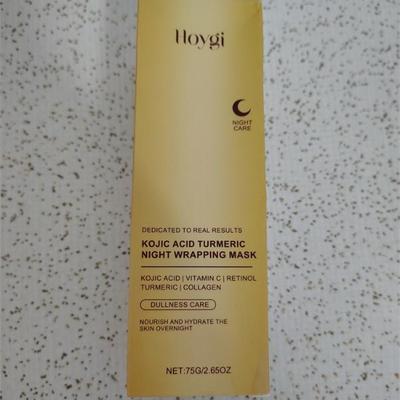 Hoygi
NIGHT
CARE
DEDICATED TO REAL RESULTS
KOJIC ACID TURMERIC
NIGHT WRAPPING MASK
KOJIC ACID | VITAMIN C | RETINOL
TURMERIC | COLLAGEN
DULLNESS CARE
NOURISH AND HYDRATE THE
SKIN OVERNIGHT
NET:75G/2.65OZ